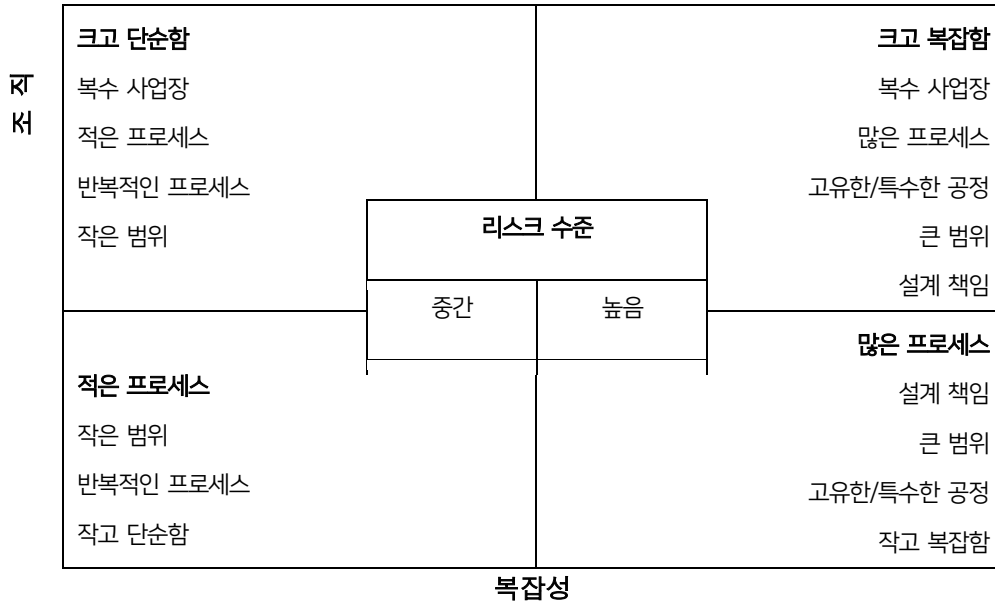 조 직
크고 단순함
복수 사업장
적은 프로세스
반복적인 프로세스
작은 범위
크고 복잡함
복수 사업장
많은 프로세스
고유한/특수한 공정
큰 범위
설계 책임
리스크 수준
중간
높음
적은 프로세스
작은 범위
반복적인 프로세스
작고 단순함
많은 프로세스
설계 책임
큰 범위
고유한/특수한 공정
작고 복잡함
복잡성